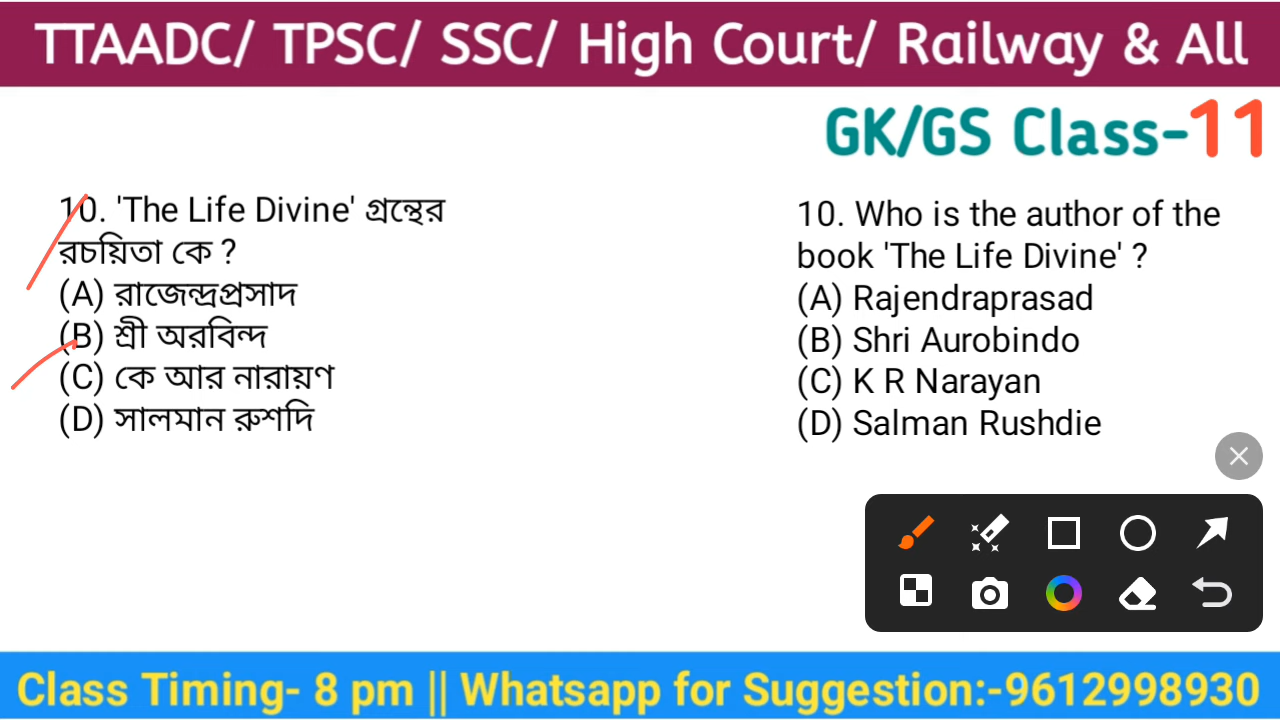 TTAADC/ TPSC/ SSC/ High Court/ Railway & All
GK/GS Class-11
10. 'The Life Divine' গ্রন্থের
রচয়িতা কে ?
(A) রাজেন্দ্রপ্রসাদ
(B) শ্রী অরবিন্দ
(C) কে আর নারায়ণ
(D) সালমান রুশদি
10. Who is the author of the
book 'The Life Divine' ?
(A) Rajendraprasad
(B) Shri Aurobindo
(C) K R Narayan
(D) Salman Rushdie
Class Timing- 8 pm || Whatsapp for Suggestion:-9612998930